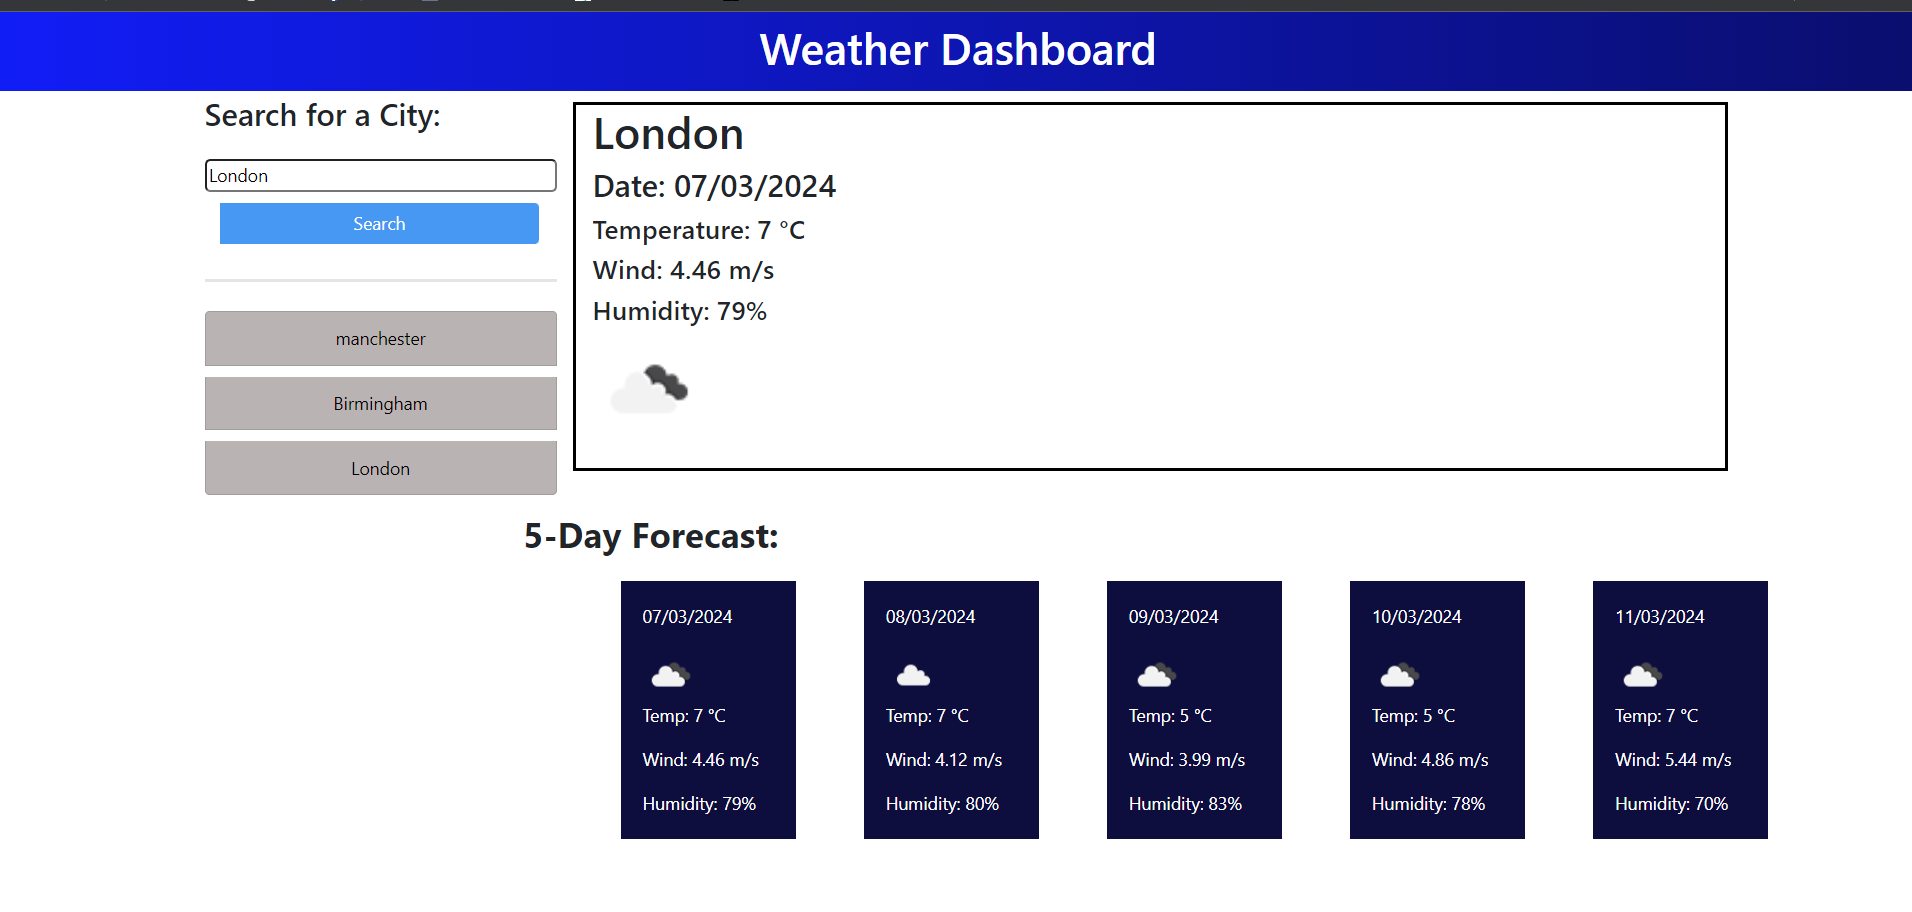 Weather Dashboard
Search for a City:
London
Search
manchester
Birmingham
London
London
Date: 07/03/2024
Temperature: 7 °C
Wind: 4.46 m/s
Humidity: 79%
5-Day Forecast:
07/03/2024
Temp: 7 °C
Wind: 4.46 m/s
Humidity: 79%
08/03/2024
Temp: 7 °C
Wind: 4.12 m/s
Humidity: 80%
09/03/2024
Temp: 5 °C
Wind: 3.99 m/s
Humidity: 83%
10/03/2024
Temp: 5 °C
Wind: 4.86 m/s
Humidity: 78%
11/03/2024
Temp: 7 °C
Wind: 5.44 m/s
Humidity: 70%